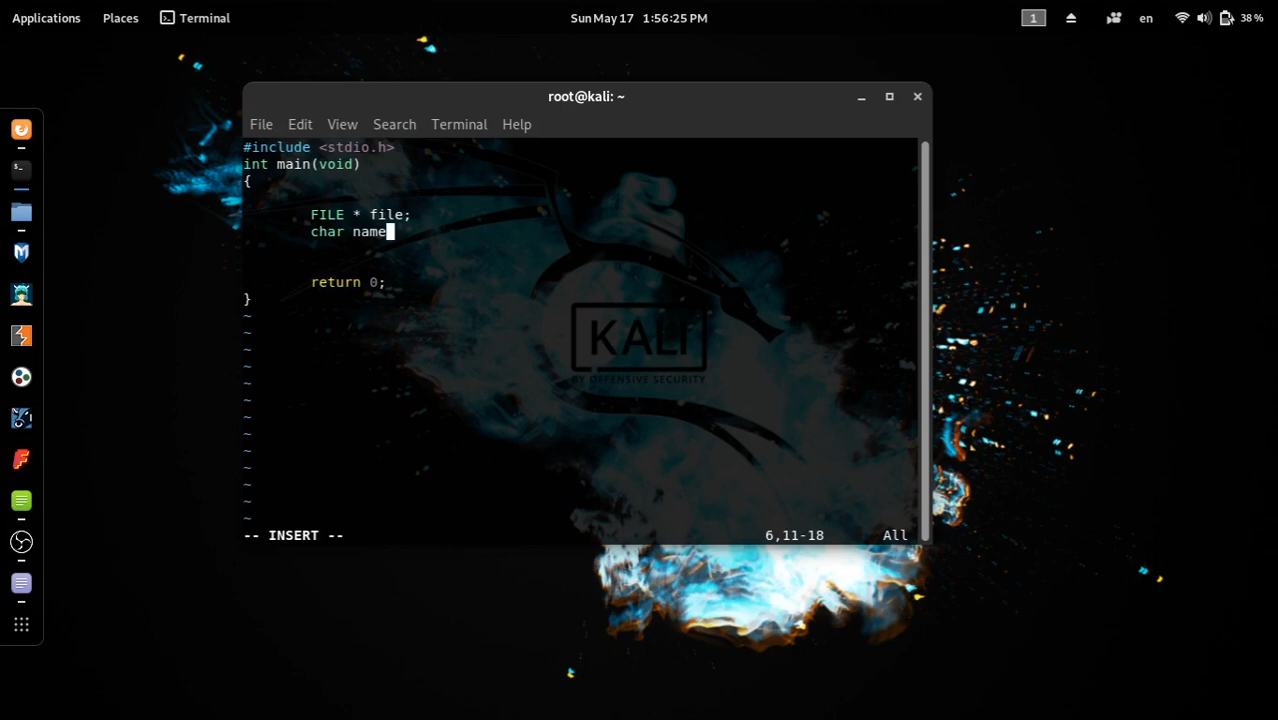 Applications Places Terminal Sun May 17 1:56:25 PM 1 en 38 %
root@kali: ~
File Edit View Search Terminal Help
#include <stdio.h>
int main(void)
{
FILE * file;
char name
return 0;
}
~
~
~
~
~
~
~
~
~
~
~
~
~
KALI
BY OFFENSIVE SECURITY
-- INSERT -- 6,11-18 All